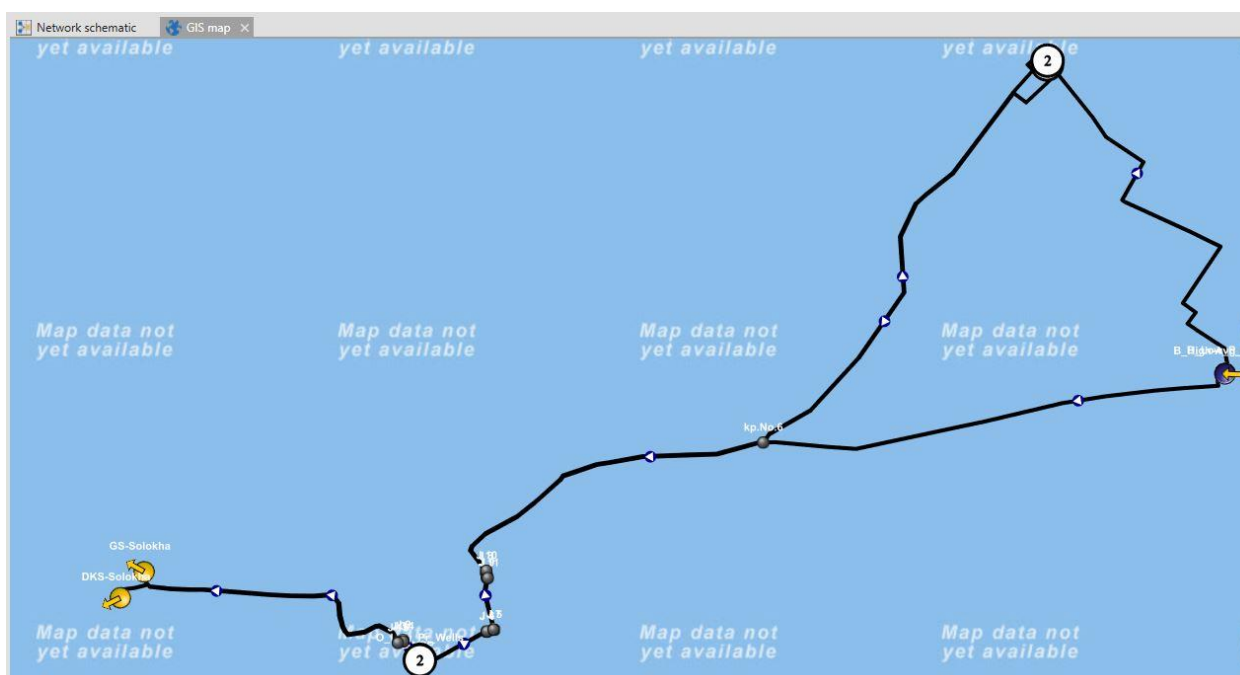 Network schematic
GIS map
yet available
yet available
yet available
yet available
2
Map data not
yet available
Map data not
yet available
Map data not
yet available
Map data not
yet available
kp.No.6
GS-Solokha
DKS-Solokha
Map data not
yet available
Map data not
yet available
Map data not
yet available
2